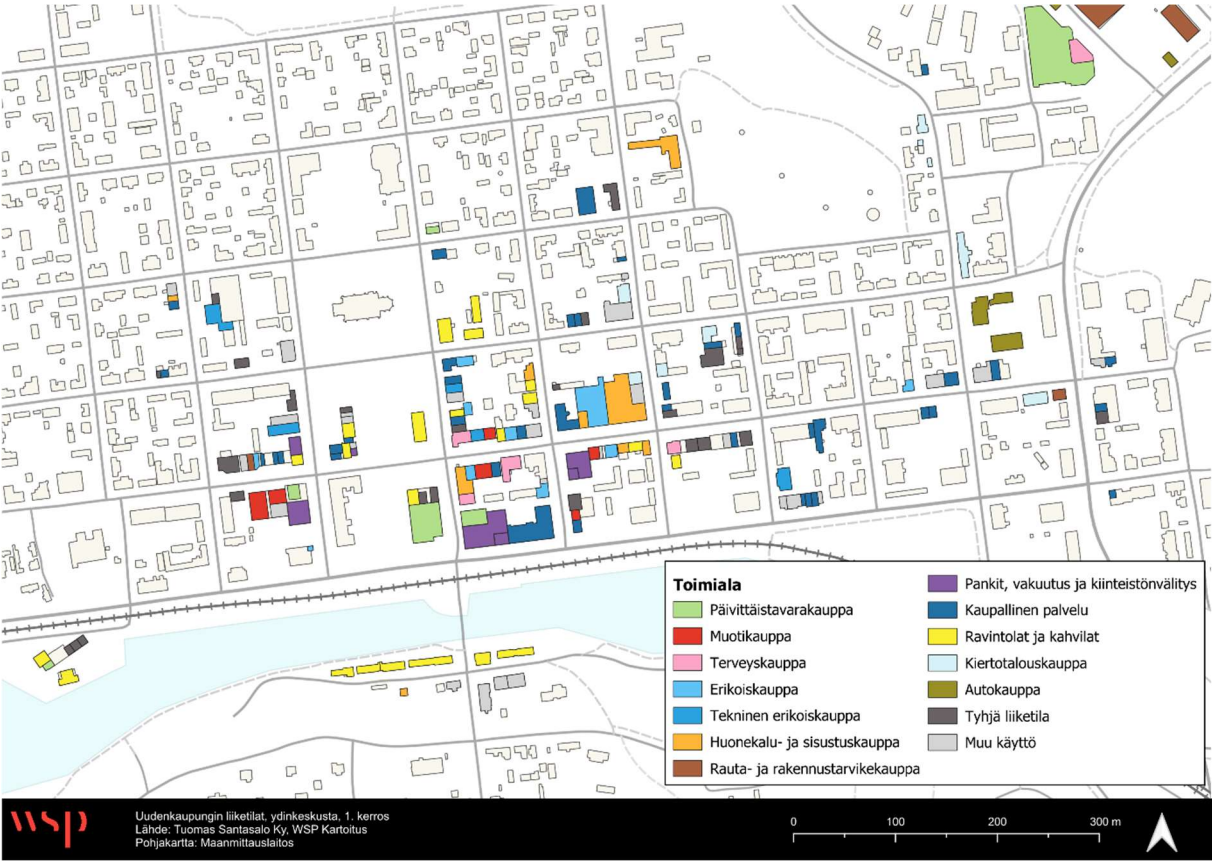 Toimiala
Päivittäistavarakauppa
Muotikauppa
Terveyskauppa
Erikoiskauppa
Tekninen erikoiskauppa
Huonekalu- ja sisustuskauppa
Rauta- ja rakennustarvikekauppa
Pankit, vakuutus ja kiinteistönvälitys
Kaupallinen palvelu
Ravintolat ja kahvilat
Kiertotalouskauppa
Autokauppa
Tyhjä liiketila
Muu käyttö
wsp
Uudenkaupungin liiketilat, ydinkeskusta, 1. kerros
Lähde: Tuomas Santasalo Ky, WSP Kartoitus
Pohjakartta: Maanmittauslaitos
0 100 200 300 m